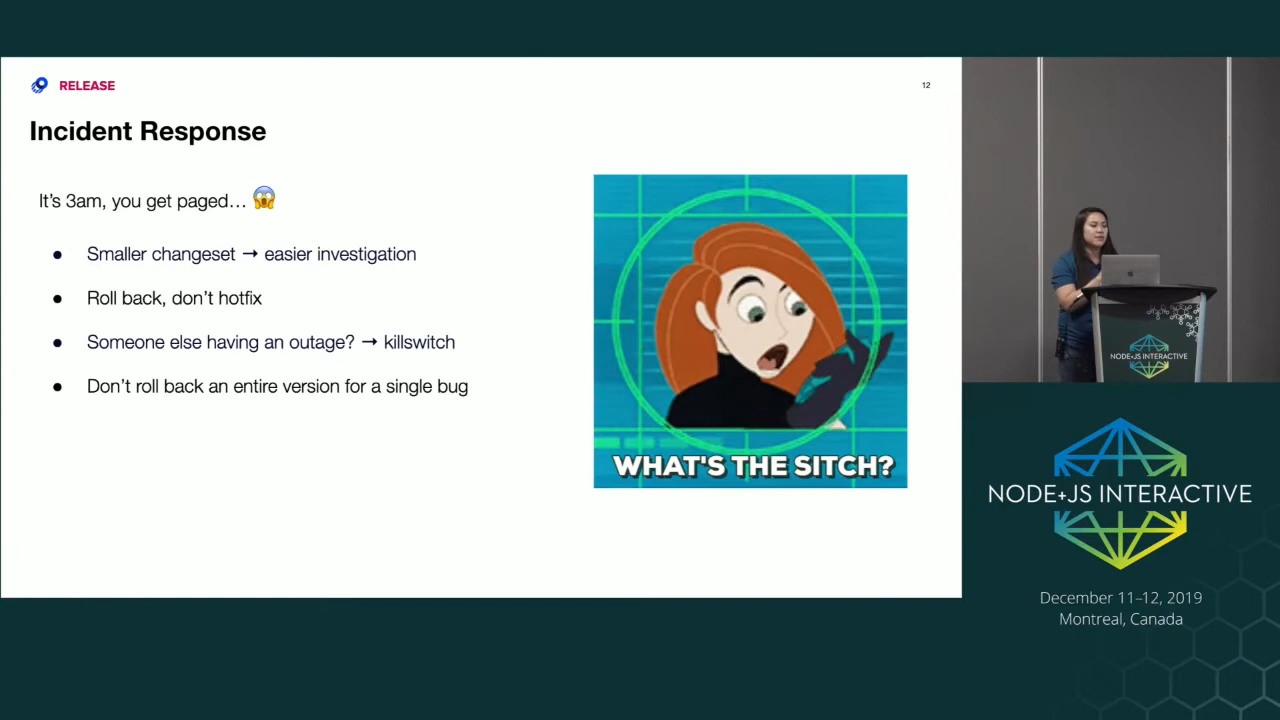 RELEASE
12
Incident Response
It's 3am, you get paged… 😱
● Smaller changeset → easier investigation
● Roll back, don't hotfix
● Someone else having an outage? → killswitch
● Don't roll back an entire version for a single bug
WHAT'S THE SITCH?
NODE+JS INTERACTIVE
NODE+JS INTERACTIVE
December 11–12, 2019
Montreal, Canada